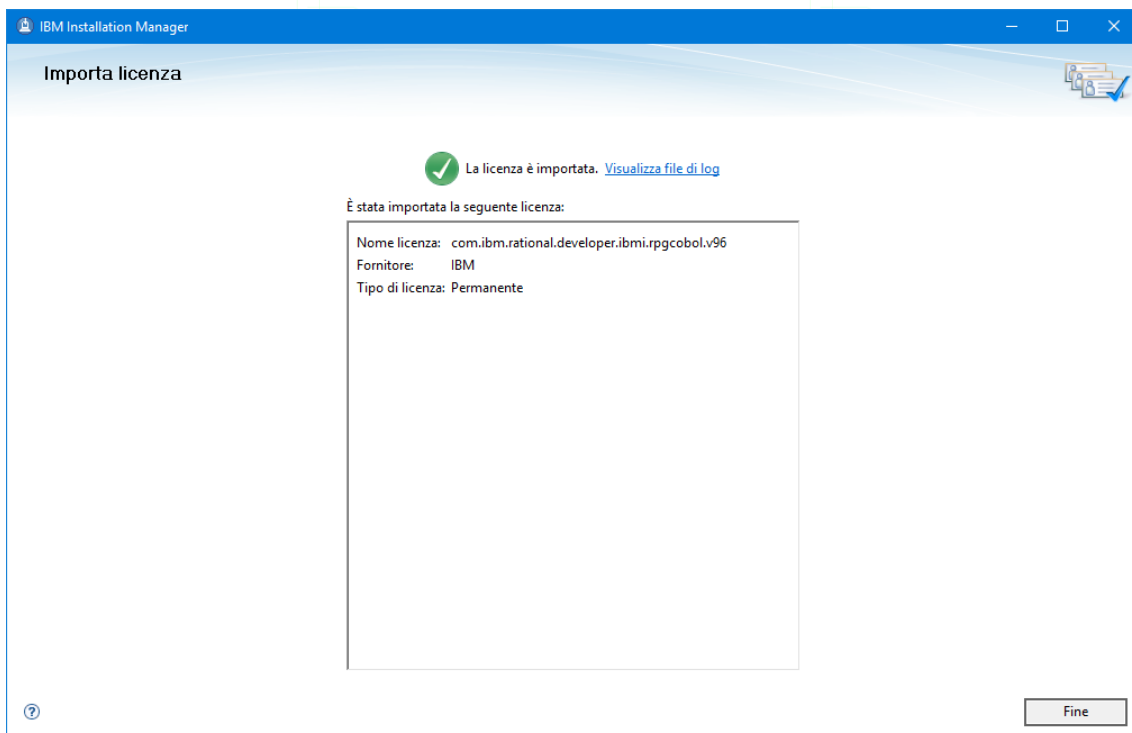 IBM Installation Manager
Importa licenza
La licenza è importata. Visualizza file di log
È stata importata la seguente licenza:
Nome licenza: com.ibm.rational.developer.ibmi.rpgcobol.v96
Fornitore: IBM
Tipo di licenza: Permanente
?
Fine